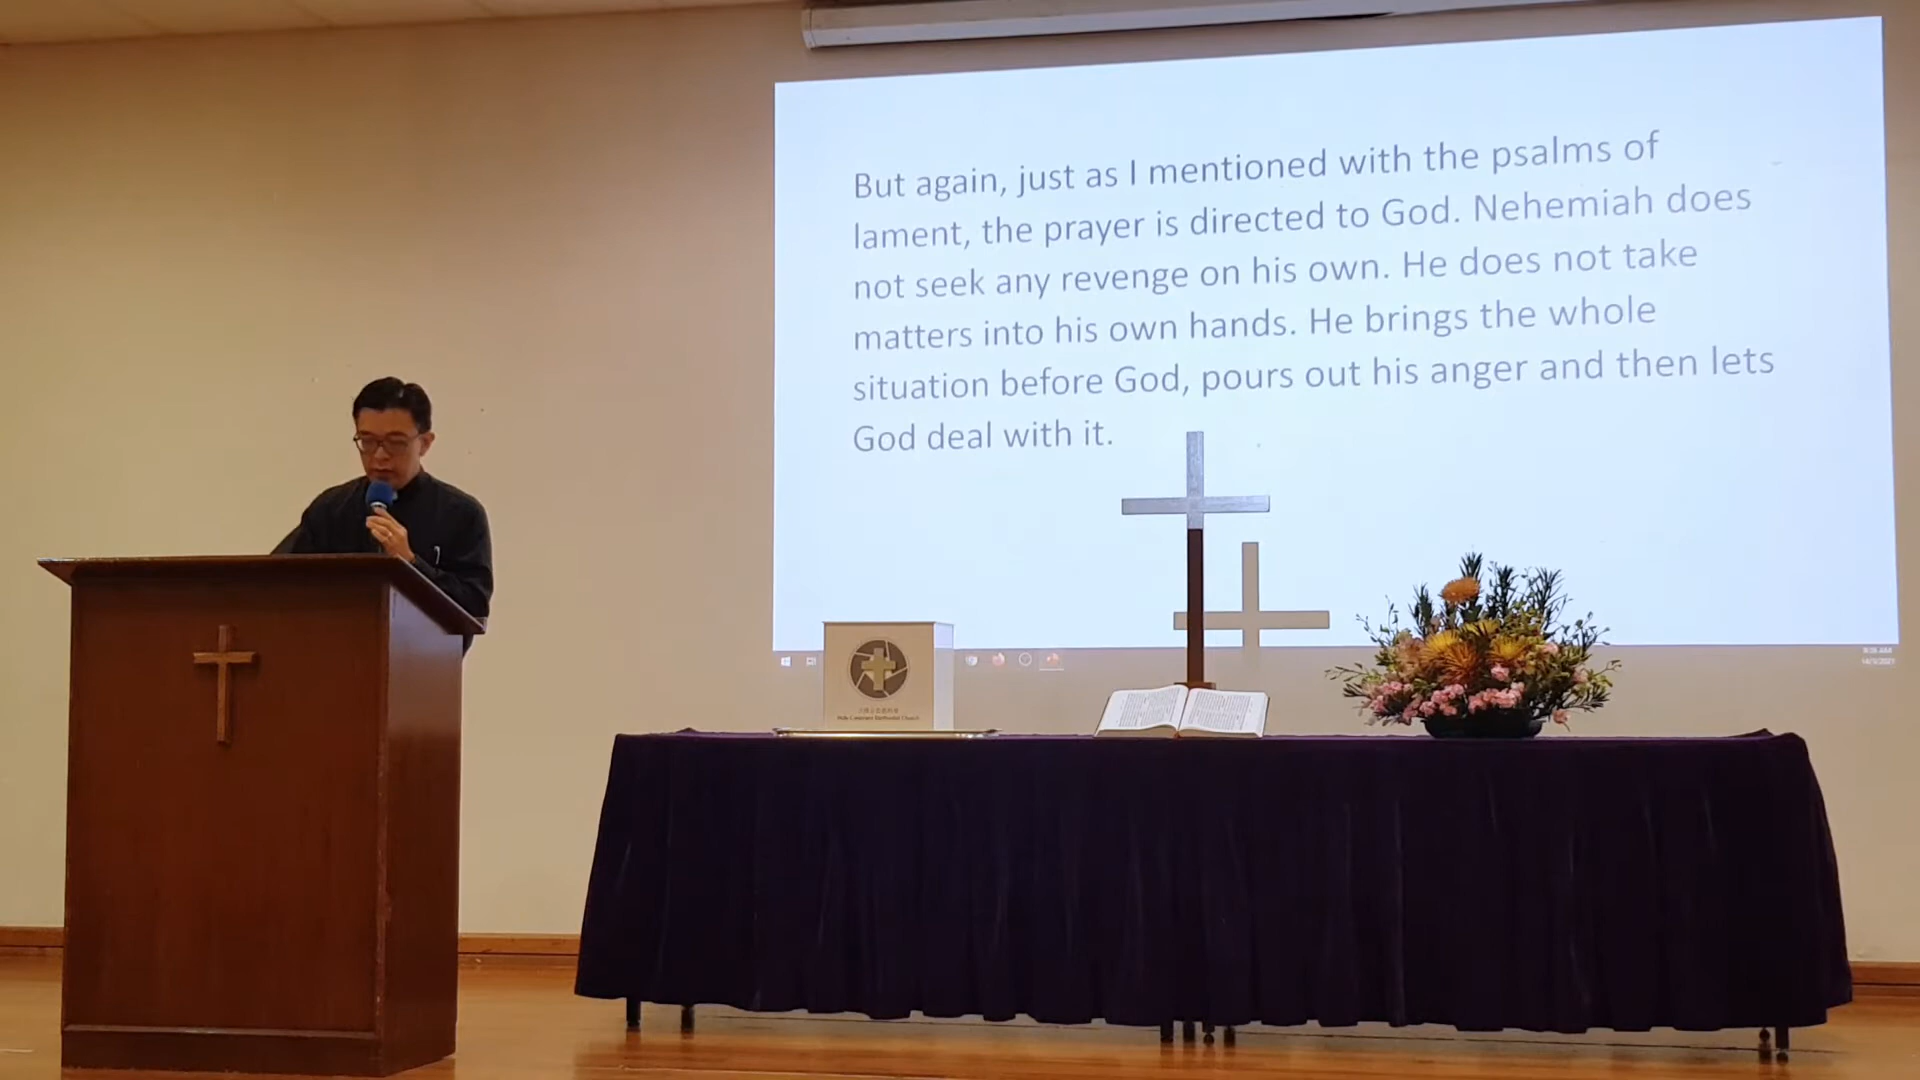 But again, just as I mentioned with the psalms of
lament, the prayer is directed to God. Nehemiah does
not seek any revenge on his own. He does not take
matters into his own hands. He brings the whole
situation before God, pours out his anger and then lets
God deal with it.
Methodist Church